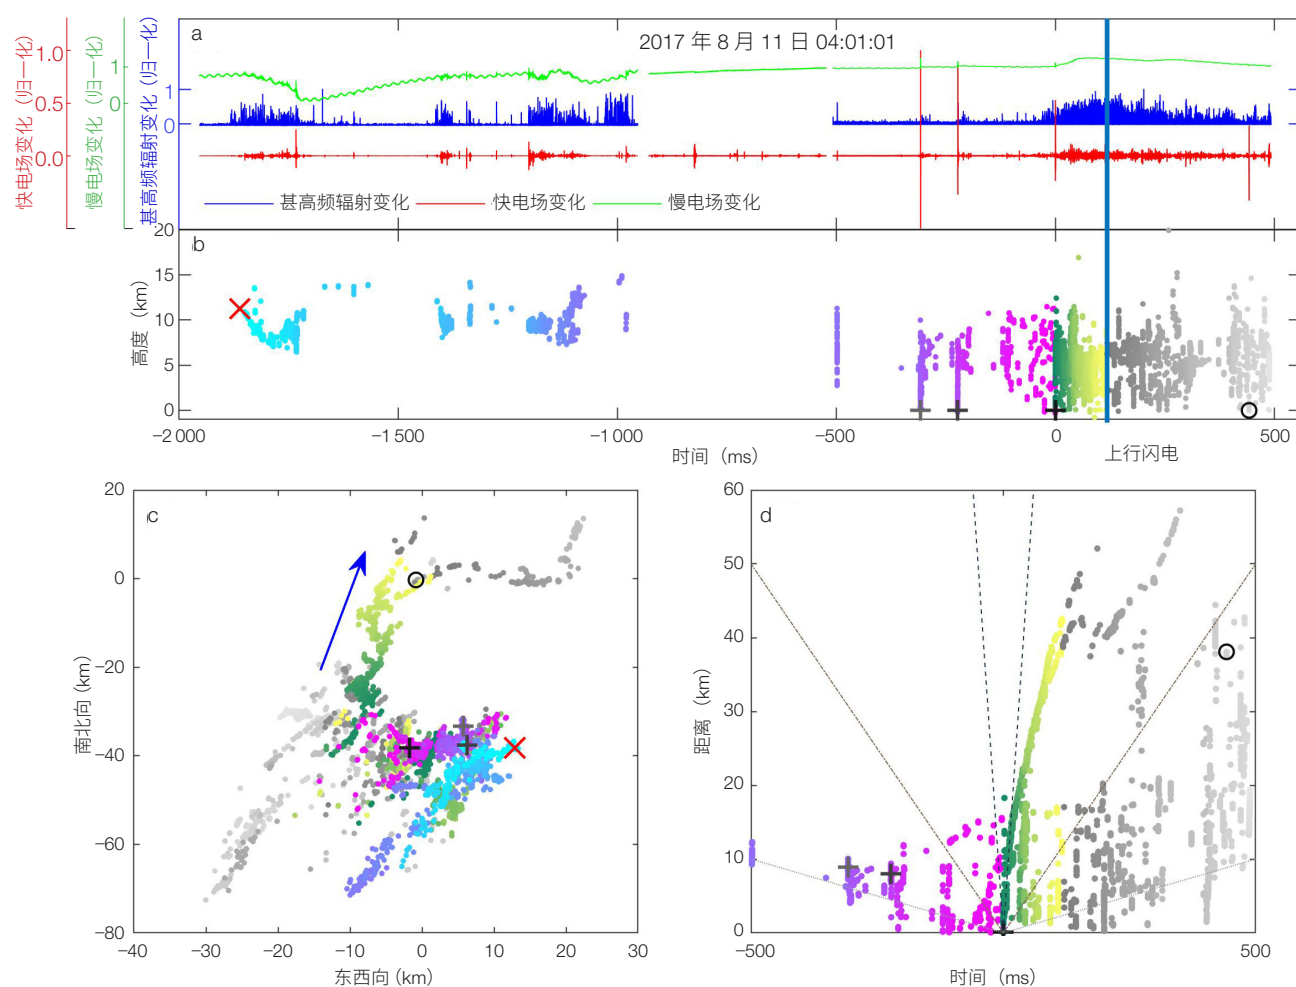 a
2017 年 8 月 11 日 04:01:01
快电场变化（归一化）
1.0
0.5
0.0
慢电场变化（归一化）
1
0
甚高频辐射变化（归一化）
1
0
甚高频辐射变化
快电场变化
慢电场变化
b
高度 （km）
20
15
10
5
0
−2 000
−1 500
−1 000
−500
0
500
时间（ms）
上行闪电
c
南北向（km）
20
0
−20
−40
−60
−80
−40
−30
−20
−10
0
10
20
30
东西向（km）
d
距离（km）
60
50
40
30
20
10
0
-500
0
500
时间（ms）